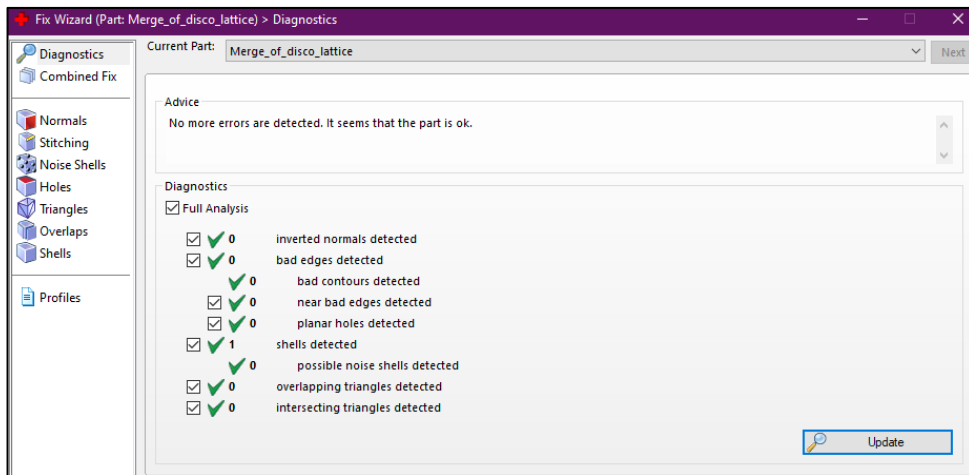 Fix Wizard (Part: Merge_of_disco_lattice) > Diagnostics
Diagnostics
Combined Fix
Normals
Stitching
Noise Shells
Holes
Triangles
Overlaps
Shells
Profiles
Current Part: Merge_of_disco_lattice Next
Advice
No more errors are detected. It seems that the part is ok.
Diagnostics
Full Analysis
0 inverted normals detected
0 bad edges detected
0 bad contours detected
0 near bad edges detected
0 planar holes detected
1 shells detected
0 possible noise shells detected
0 overlapping triangles detected
0 intersecting triangles detected
Update